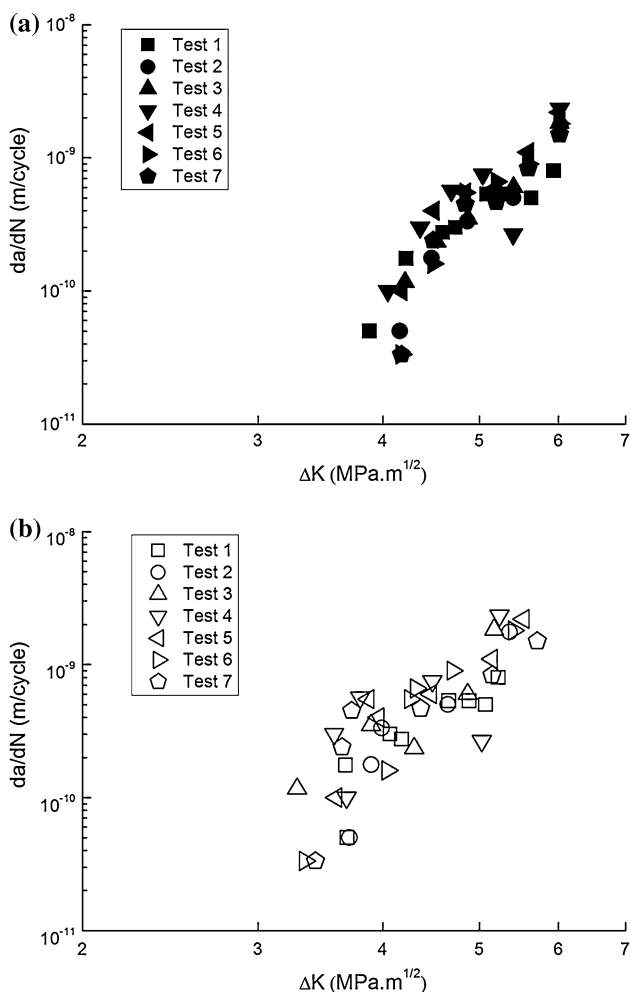 (a)
10⁻⁸
10⁻⁹
10⁻¹⁰
10⁻¹¹
da/dN (m/cycle)
Test 1
Test 2
Test 3
Test 4
Test 5
Test 6
Test 7
2 3 4 5 6 7
ΔK (MPa.m^1/2)
(b)
10⁻⁸
10⁻⁹
10⁻¹⁰
10⁻¹¹
da/dN (m/cycle)
Test 1
Test 2
Test 3
Test 4
Test 5
Test 6
Test 7
2 3 4 5 6 7
ΔK (MPa.m^1/2)